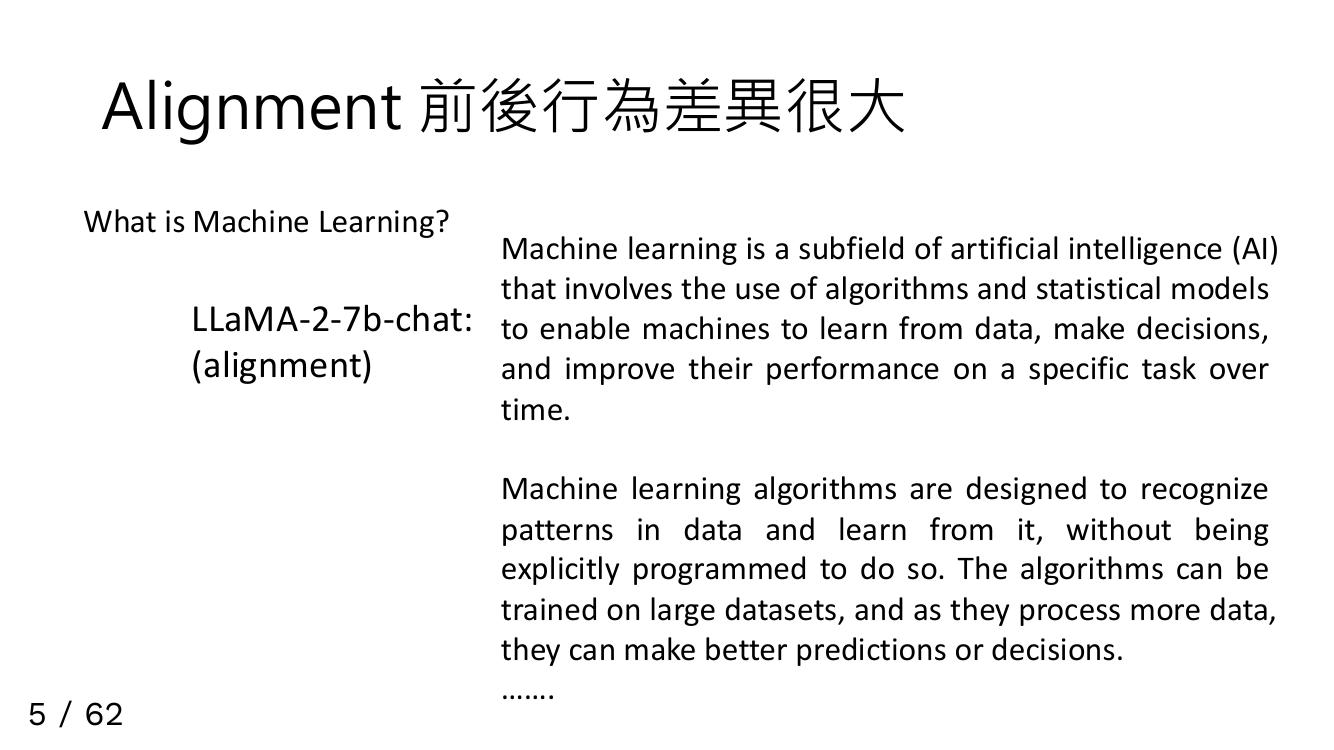 Alignment 前後行為差異很大
What is Machine Learning?
LLaMA-2-7b-chat:
(alignment)
Machine learning is a subfield of artificial intelligence (AI)
that involves the use of algorithms and statistical models
to enable machines to learn from data, make decisions,
and improve their performance on a specific task over
time.
Machine learning algorithms are designed to recognize
patterns in data and learn from it, without being
explicitly programmed to do so. The algorithms can be
trained on large datasets, and as they process more data,
they can make better predictions or decisions.
…….
5 / 62